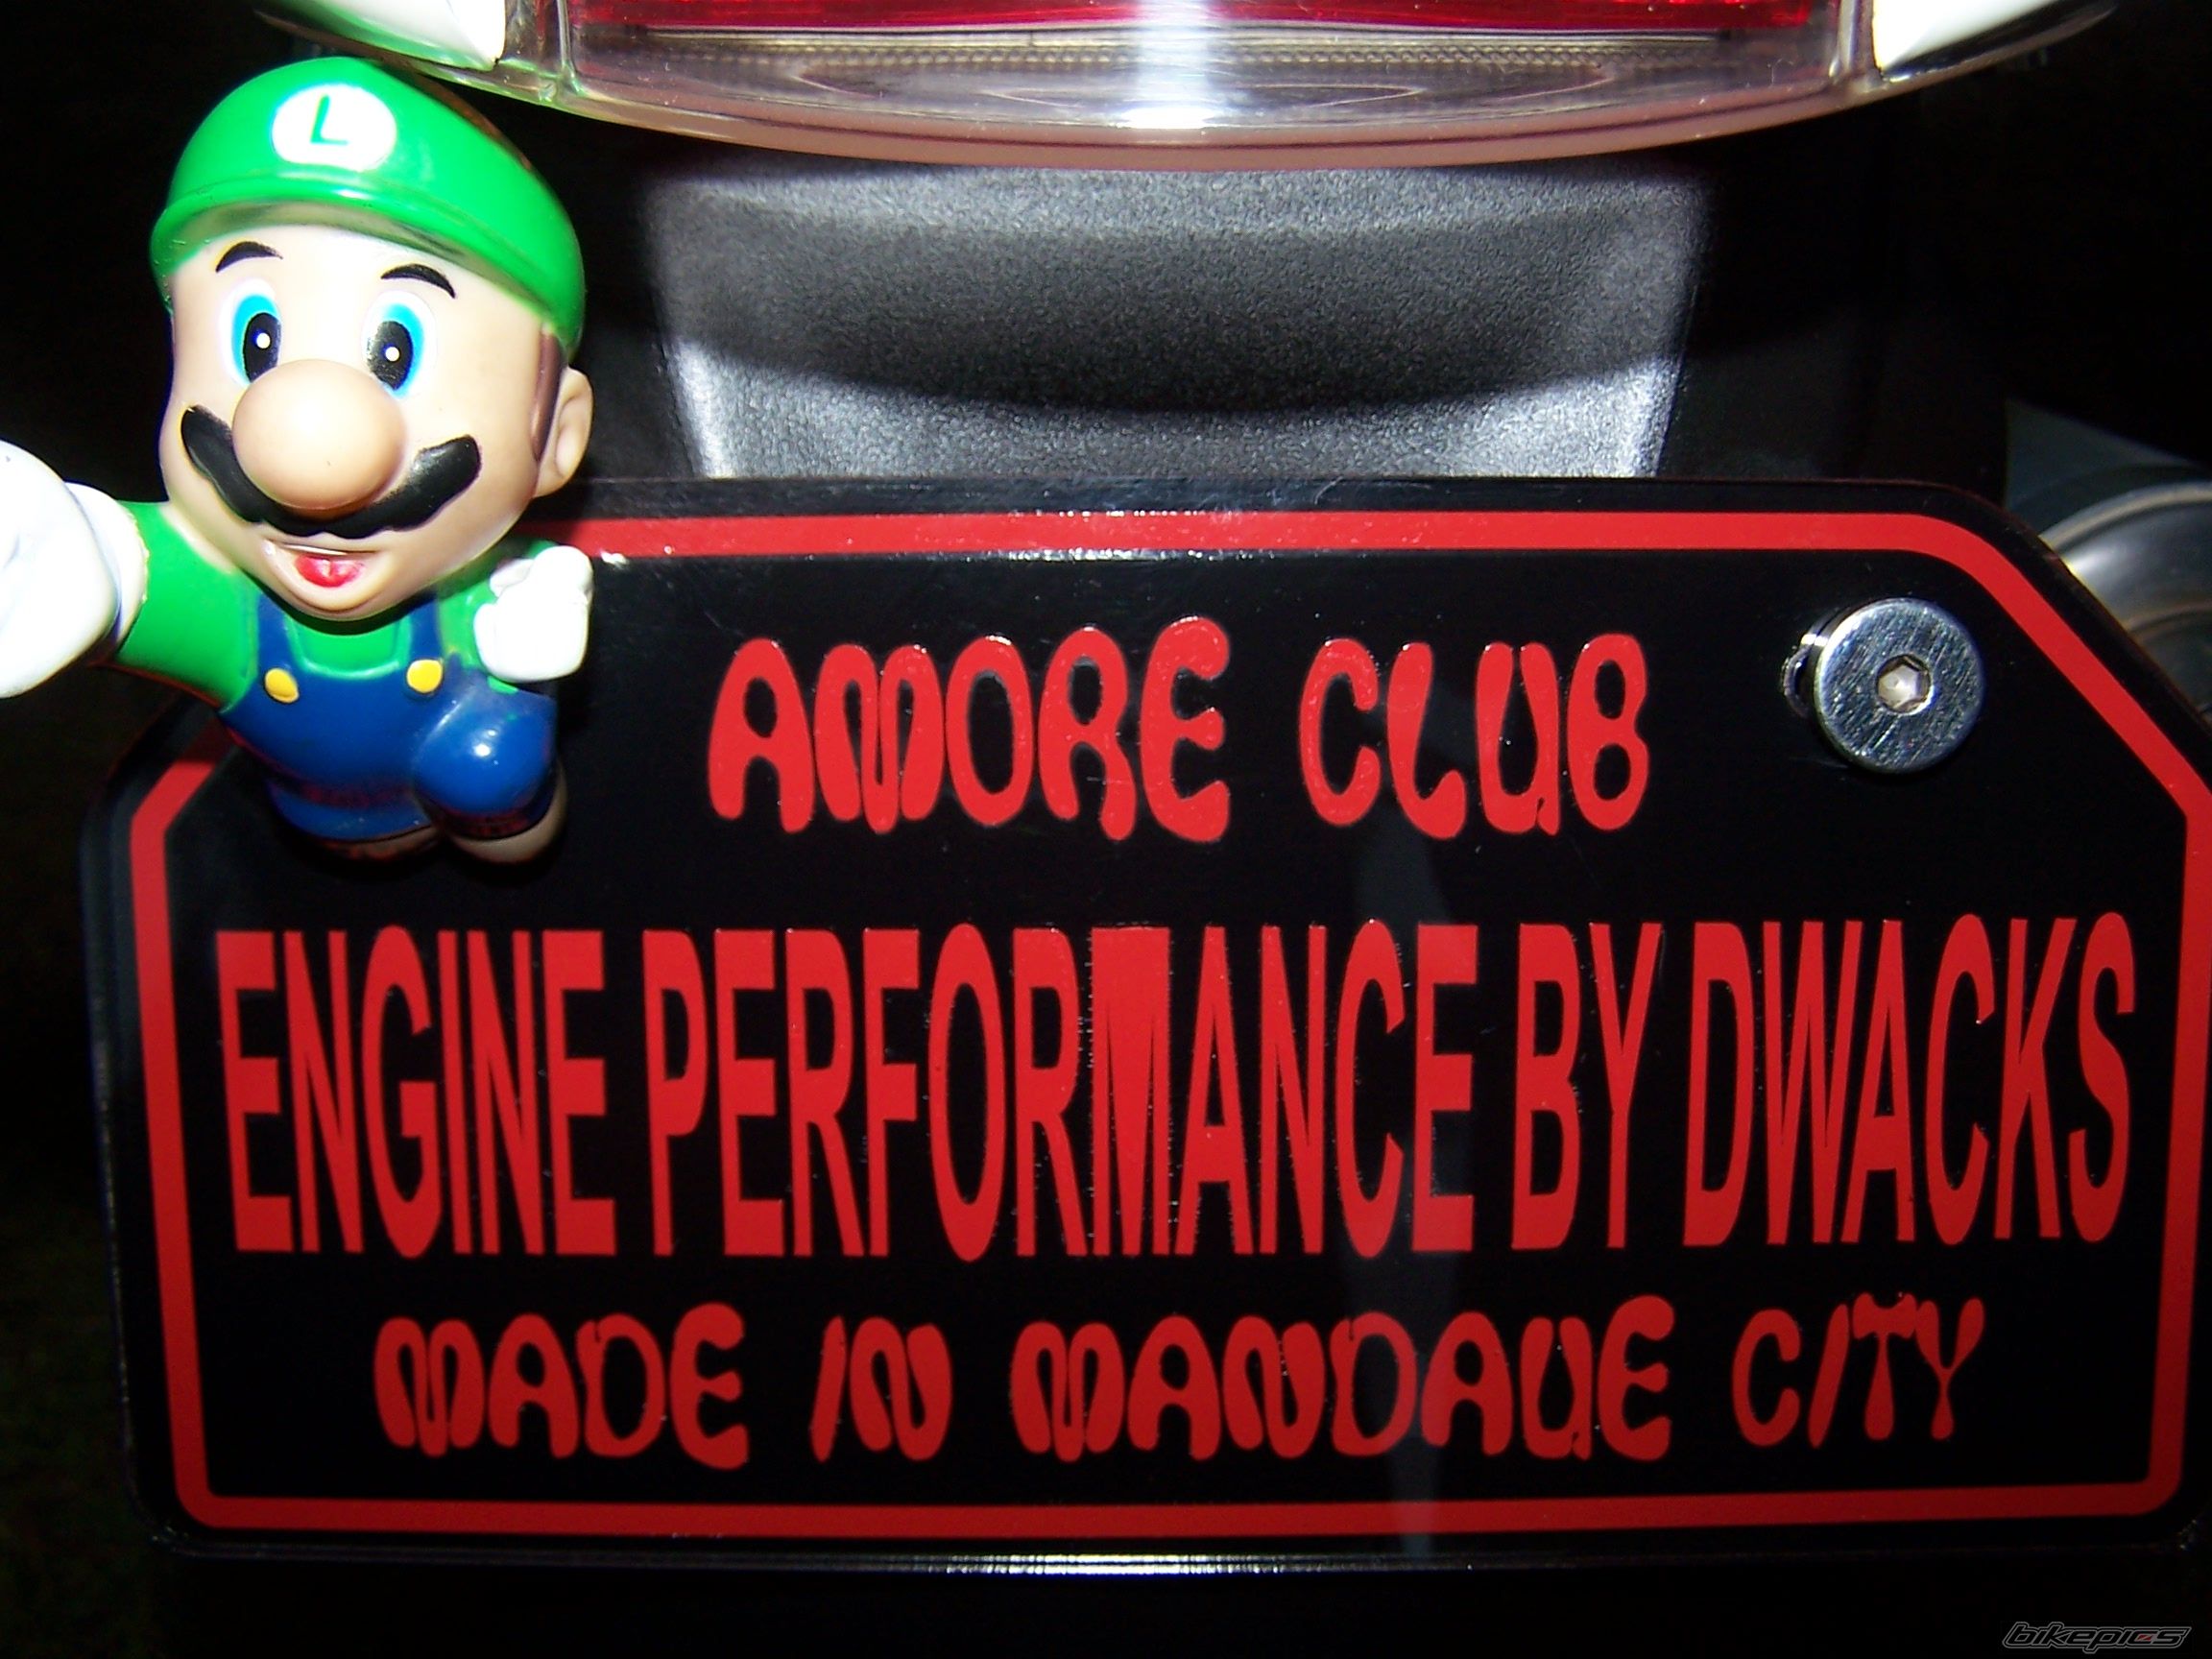 L
AMORE CLUB
ENGINE PERFORMANCE BY DWACKS
MADE IN MANDAUE CITY
bikepics